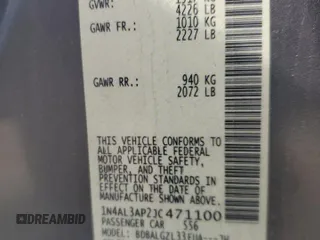 GVWR:
4226 LB
GAWR FR.: 1010 KG
2227 LB
GAWR RR.: 940 KG
2072 LB
THIS VEHICLE CONFORMS TO
ALL APPLICABLE FEDERAL
MOTOR VEHICLE SAFETY,
BUMPER, AND THEFT
PREVENTION STANDARDS
IN EFFECT ON THE DATE OF
MANUFACTURE SHOWN ABOVE.
1N4AL3AP2JC471100
PASSENGER CAR 556
MODEL: